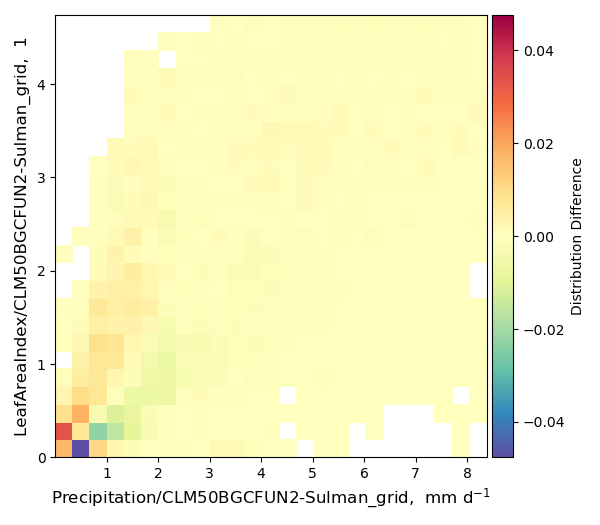 LeafAreaIndex/CLM50BGCFUN2-Sulman_grid, 1
4
3
2
1
0
1 2 3 4 5 6 7 8
Precipitation/CLM50BGCFUN2-Sulman_grid, mm d⁻¹
0.04
0.02
0.00
−0.02
−0.04
Distribution Difference